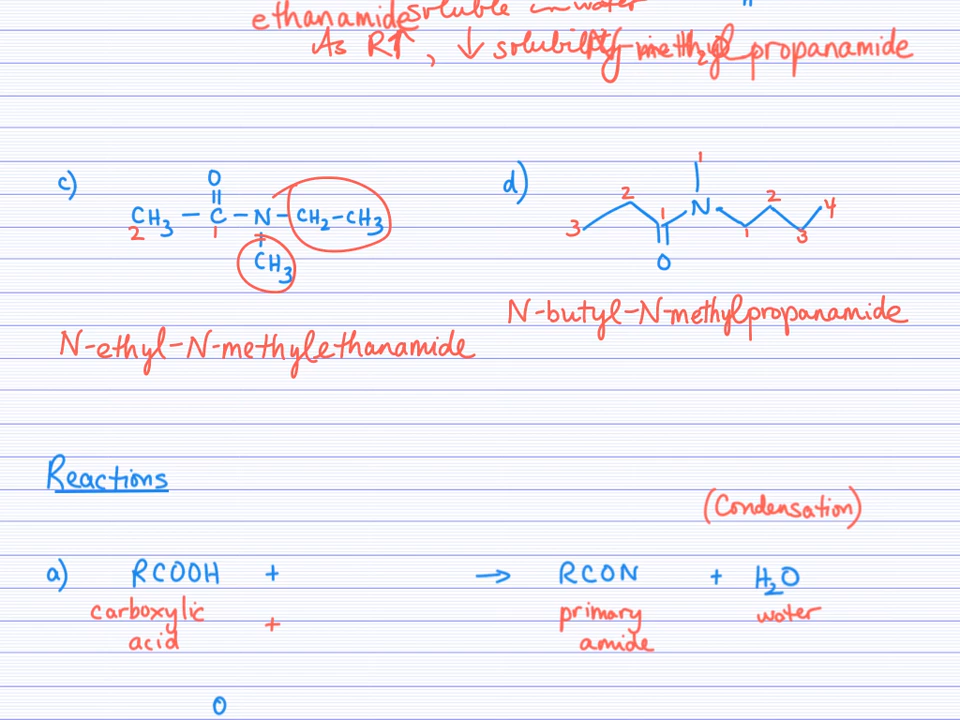 ethanamide soluble in water
As R↑, ↓ solubility methyl propanamide
c) O d) 1
CH3 – C – N – CH2–CH3 N
2 1 3 2 1 1 2 3 4
CH3 O
N-butyl-N-methylpropanamide
N-ethyl-N-methylethanamide
Reactions
(Condensation)
a) RCOOH + → RCON + H2O
carboxylic + primary water
acid amide
O